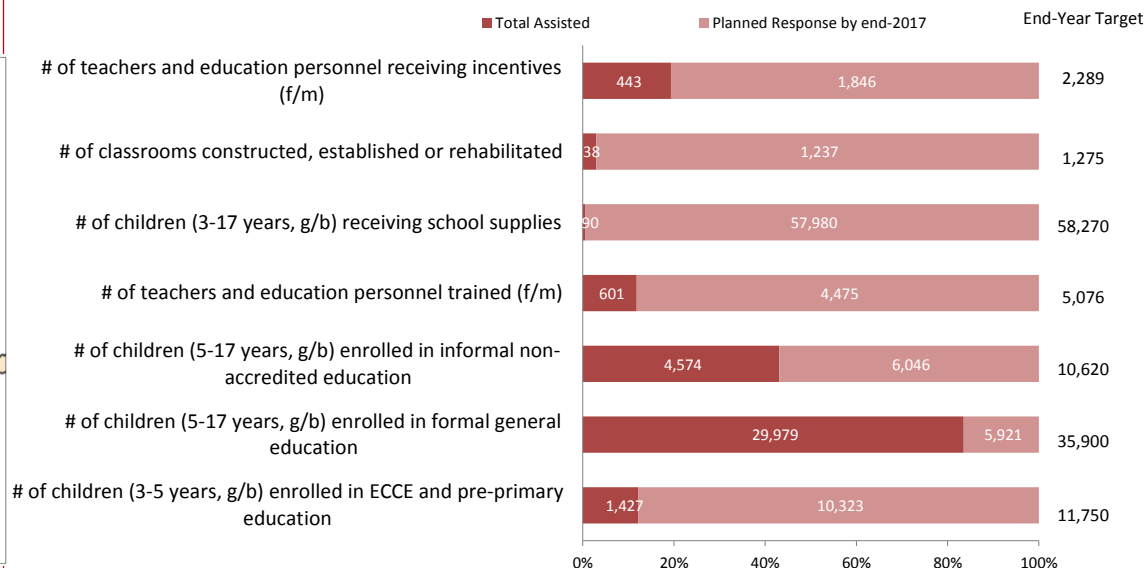 Total Assisted
Planned Response by end-2017
End-Year Target
# of teachers and education personnel receiving incentives
(f/m)
443
1,846
2,289
# of classrooms constructed, established or rehabilitated
38
1,237
1,275
# of children (3-17 years, g/b) receiving school supplies
90
57,980
58,270
# of teachers and education personnel trained (f/m)
601
4,475
5,076
# of children (5-17 years, g/b) enrolled in informal non-
accredited education
4,574
6,046
10,620
# of children (5-17 years, g/b) enrolled in formal general
education
29,979
5,921
35,900
# of children (3-5 years, g/b) enrolled in ECCE and pre-primary
education
1,427
10,323
11,750
0% 20% 40% 60% 80% 100%